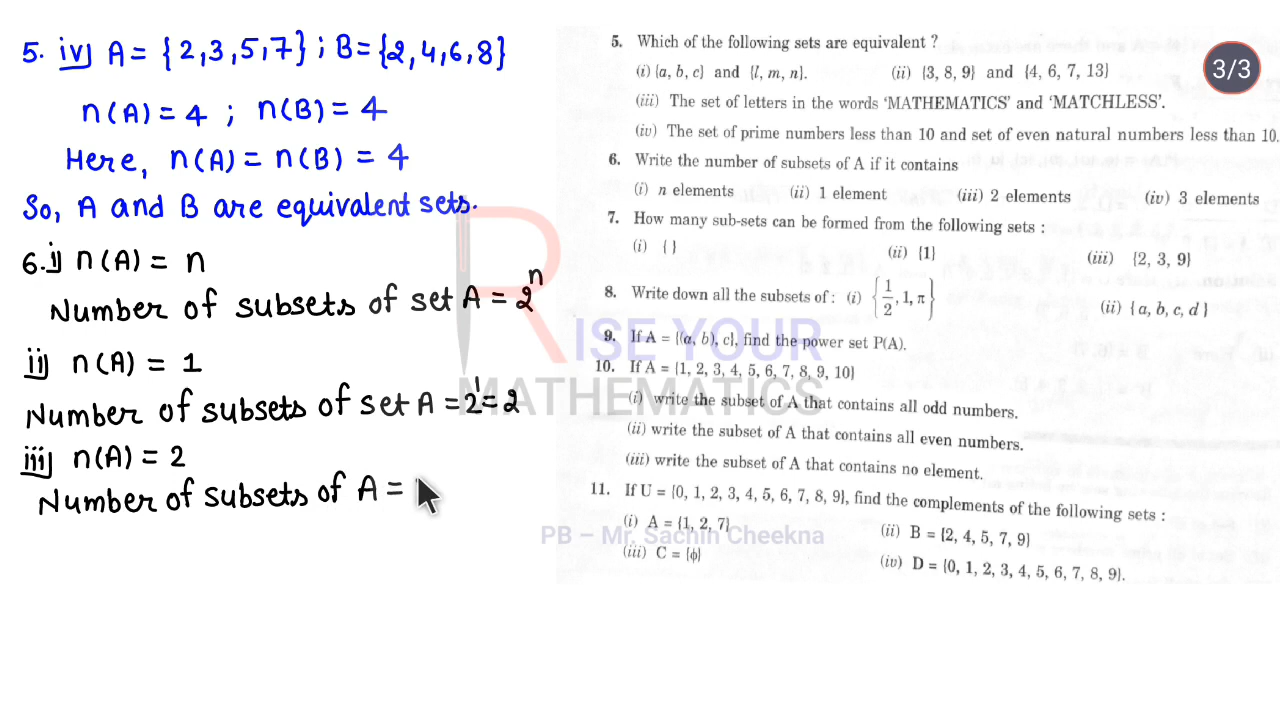 5. iv) A = {2,3,5,7} ; B = {2,4,6,8}
n(A) = 4 ; n(B) = 4
Here, n(A) = n(B) = 4
So, A and B are equivalent sets.
6. i) n(A) = n
Number of subsets of set A = 2^n
ii) n(A) = 1
Number of subsets of set A = 2^1 = 2
iii) n(A) = 2
Number of subsets of A =
3/3
5. Which of the following sets are equivalent ?
(i) {a, b, c} and {l, m, n}. (ii) {3, 8, 9} and {4, 6, 7, 13}
(iii) The set of letters in the words 'MATHEMATICS' and 'MATCHLESS'.
(iv) The set of prime numbers less than 10 and set of even natural numbers less than 10.
6. Write the number of subsets of A if it contains
(i) n elements (ii) 1 element (iii) 2 elements (iv) 3 elements
7. How many sub-sets can be formed from the following sets :
(i) { } (ii) {1} (iii) {2, 3, 9}
8. Write down all the subsets of : (i) {1/2, 1, π} (ii) {a, b, c, d}
9. If A = {(a, b), c}, find the power set P(A).
10. If A = {1, 2, 3, 4, 5, 6, 7, 8, 9, 10}
(i) write the subset of A that contains all odd numbers.
(ii) write the subset of A that contains all even numbers.
(iii) write the subset of A that contains no element.
11. If U = {0, 1, 2, 3, 4, 5, 6, 7, 8, 9}, find the complements of the following sets :
(i) A = {1, 2, 7} (ii) B = {2, 4, 5, 7, 9}
(iii) C = {ϕ} (iv) D = {0, 1, 2, 3, 4, 5, 6, 7, 8, 9}.
RISE YOUR
MATHEMATICS
PB – Mr. Sachin Cheekna